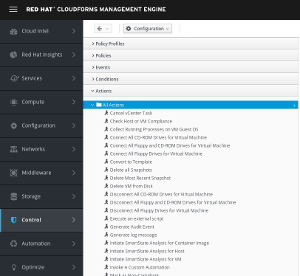 RED HAT® CLOUDFORMS MANAGEMENT ENGINE
Cloud Intel
Red Hat Insights
Services
Compute
Configuration
Networks
Middleware
Storage
Control
Automation
Optimize
Configuration
Policy Profiles
Policies
Events
Conditions
Actions
All Actions
Cancel vCenter Task
Check Host or VM Compliance
Collect Running Processes on VM Guest OS
Connect All CD-ROM Drives for Virtual Machine
Connect All Floppy and CD-ROM Drives for Virtual Machine
Connect All Floppy Drives for Virtual Machine
Convert to Template
Delete all Snapshots
Delete Most Recent Snapshot
Delete VM from Disk
Disconnect All CD-ROM Drives for Virtual Machine
Disconnect All Floppy and CD-ROM Drives for Virtual Machine
Disconnect All Floppy Drives for Virtual Machine
Execute an external script
Generate Audit Event
Generate log message
Initiate SmartState Analysis for Container Image
Initiate SmartState Analysis for Host
Initiate SmartState Analysis for VM
Invoke a Custom Automation